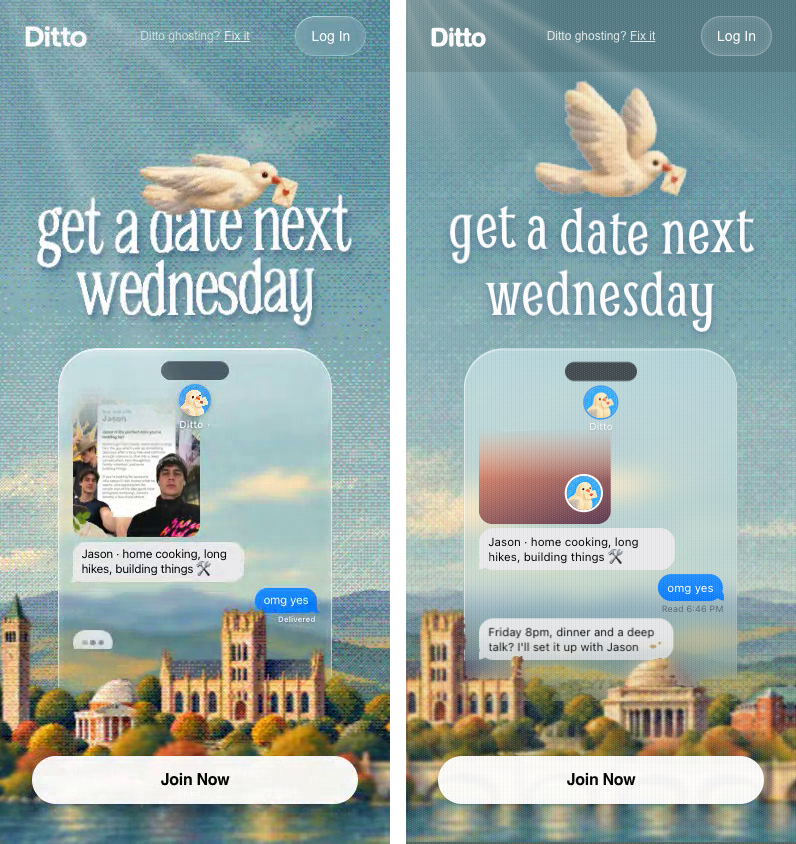 Ditto
Ditto ghosting? Fix it
Log In
get a date next
wednesday
Ditto
Jason
Jason · home cooking, long
hikes, building things 🛠️
omg yes
Delivered
Join Now
Ditto
Ditto ghosting? Fix it
Log In
get a date next
wednesday
Ditto
Jason · home cooking, long
hikes, building things 🛠️
omg yes
Read 6:46 PM
Friday 8pm, dinner and a deep
talk? I'll set it up with Jason
Join Now